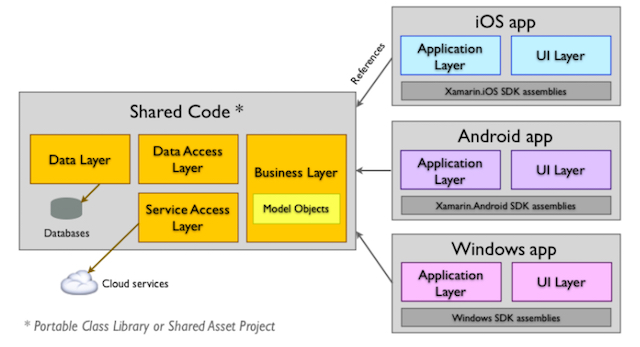 iOS app
Application
Layer
UI Layer
Xamarin.iOS SDK assemblies
References
Shared Code *
Data Layer
Data Access
Layer
Business Layer
Model Objects
Service Access
Layer
Databases
Cloud services
Android app
Application
Layer
UI Layer
Xamarin.Android SDK assemblies
Windows app
Application
Layer
UI Layer
Windows SDK assemblies
* Portable Class Library or Shared Asset Project